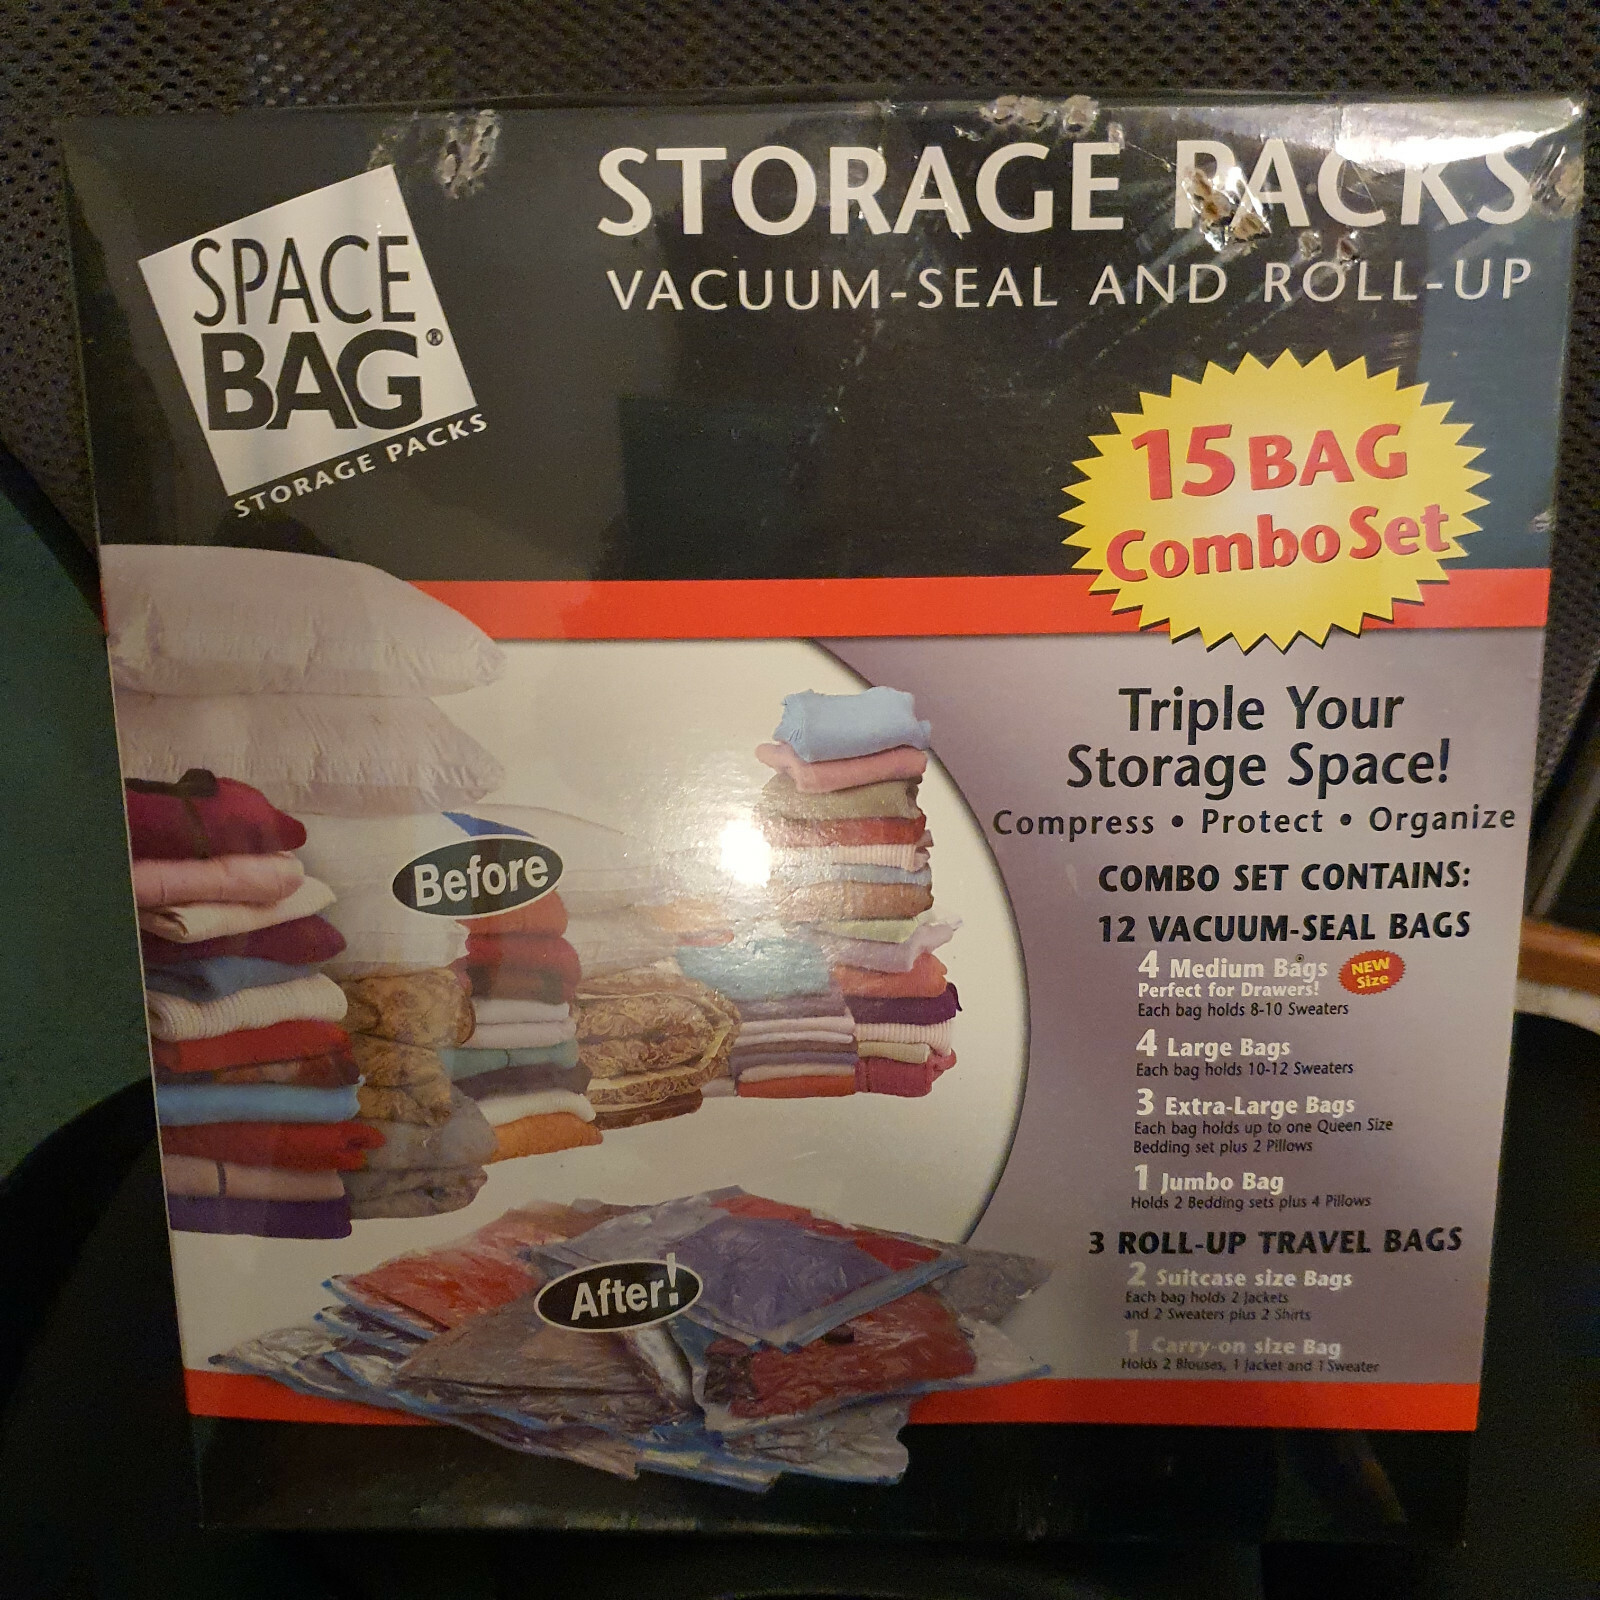 STORAGE PACKS
VACUUM-SEAL AND ROLL-UP
SPACE
BAG®
STORAGE PACKS
15 BAG
Combo Set
Before
After!
Triple Your
Storage Space!
Compress • Protect • Organize
COMBO SET CONTAINS:
12 VACUUM-SEAL BAGS
4 Medium Bags
NEW
Size
Perfect for Drawers!
Each bag holds 8-10 Sweaters
4 Large Bags
Each bag holds 10-12 Sweaters
3 Extra-Large Bags
Each bag holds up to one Queen Size
Bedding set plus 2 Pillows
1 Jumbo Bag
Holds 2 Bedding sets plus 4 Pillows
3 ROLL-UP TRAVEL BAGS
2 Suitcase size Bags
Each bag holds 2 Jackets
and 2 Sweaters plus 2 Shirts
1 Carry-on size Bag
Holds 2 Blouses, 1 Jacket and 1 Sweater